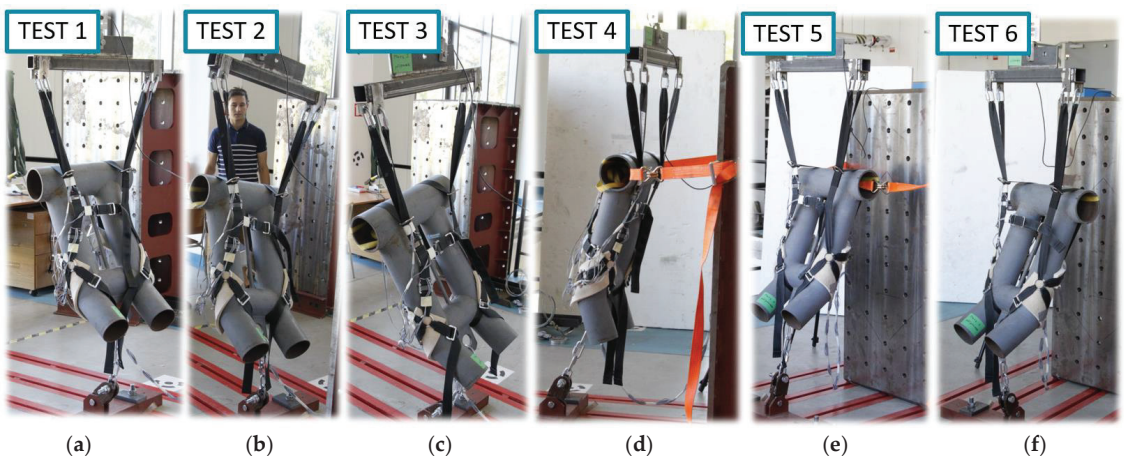 TEST 1
TEST 2
TEST 3
TEST 4
TEST 5
TEST 6
(a)
(b)
(c)
(d)
(e)
(f)